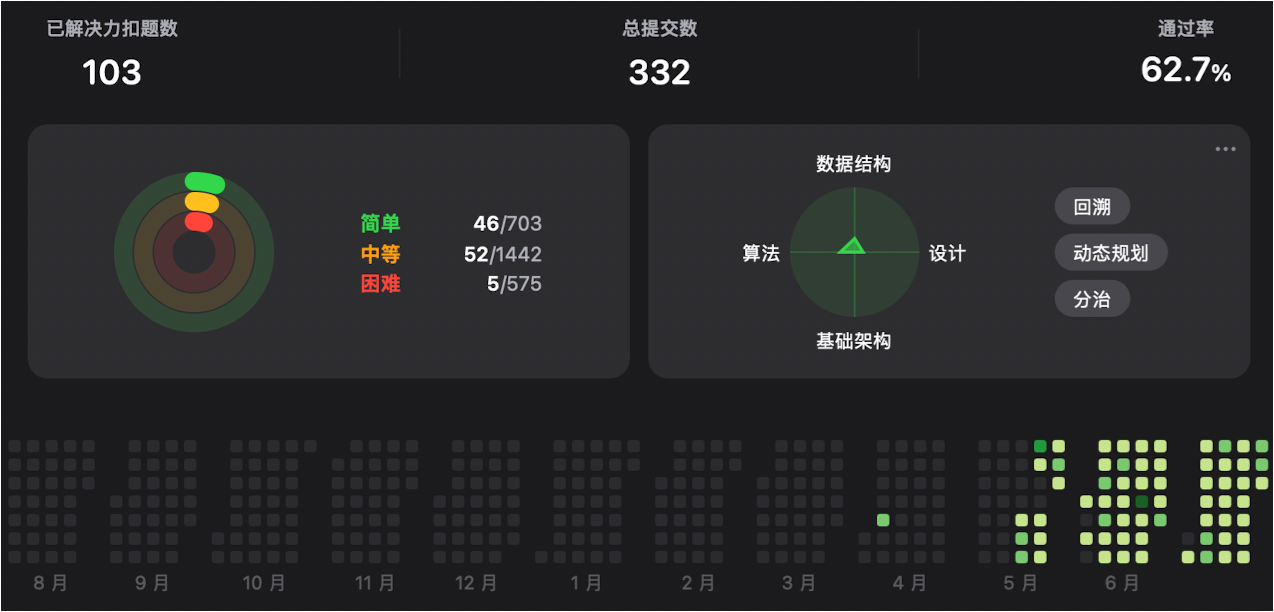 已解决力扣题数
103
总提交数
332
通过率
62.7%
简单 46/703
中等 52/1442
困难 5/575
数据结构
算法
设计
基础架构
回溯
动态规划
分治
8 月 9 月 10 月 11 月 12 月 1 月 2 月 3 月 4 月 5 月 6 月